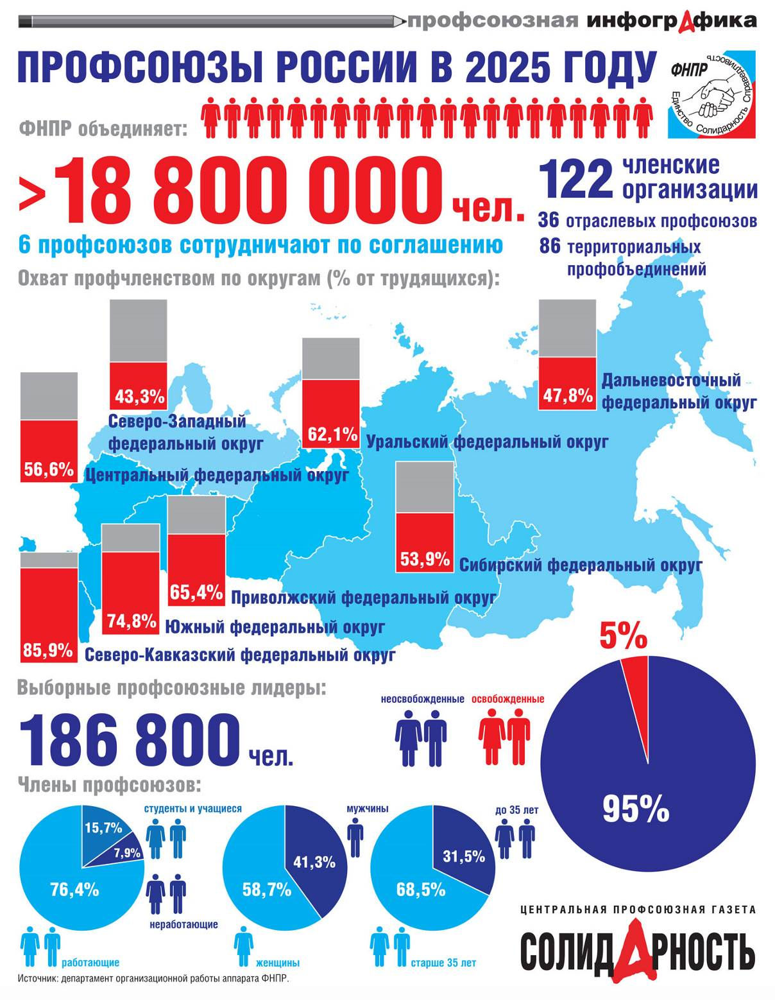 профсоюзная инфогрАфика
ПРОФСОЮЗЫ РОССИИ В 2025 ГОДУ
ФНПР
Единство Солидарность Справедливость
ФНПР объединяет:
>18 800 000 чел.
122 членские
организации
36 отраслевых профсоюзов
86 территориальных
профобъединений
6 профсоюзов сотрудничают по соглашению
Охват профчленством по округам (% от трудящихся):
43,3%
Северо-Западный
федеральный округ
47,8%
Дальневосточный
федеральный округ
62,1%
Уральский федеральный округ
56,6%
Центральный федеральный округ
53,9%
Сибирский федеральный округ
65,4%
Приволжский федеральный округ
74,8%
Южный федеральный округ
85,9%
Северо-Кавказский федеральный округ
Выборные профсоюзные лидеры:
186 800 чел.
неосвобожденные
освобожденные
5%
95%
Члены профсоюзов:
студенты и учащиеся
15,7%
7,9%
76,4%
неработающие
работающие
мужчины
41,3%
58,7%
женщины
до 35 лет
31,5%
68,5%
старше 35 лет
Источник: департамент организационной работы аппарата ФНПР.
ЦЕНТРАЛЬНАЯ ПРОФСОЮЗНАЯ ГАЗЕТА
СОЛИДАРНОСТЬ